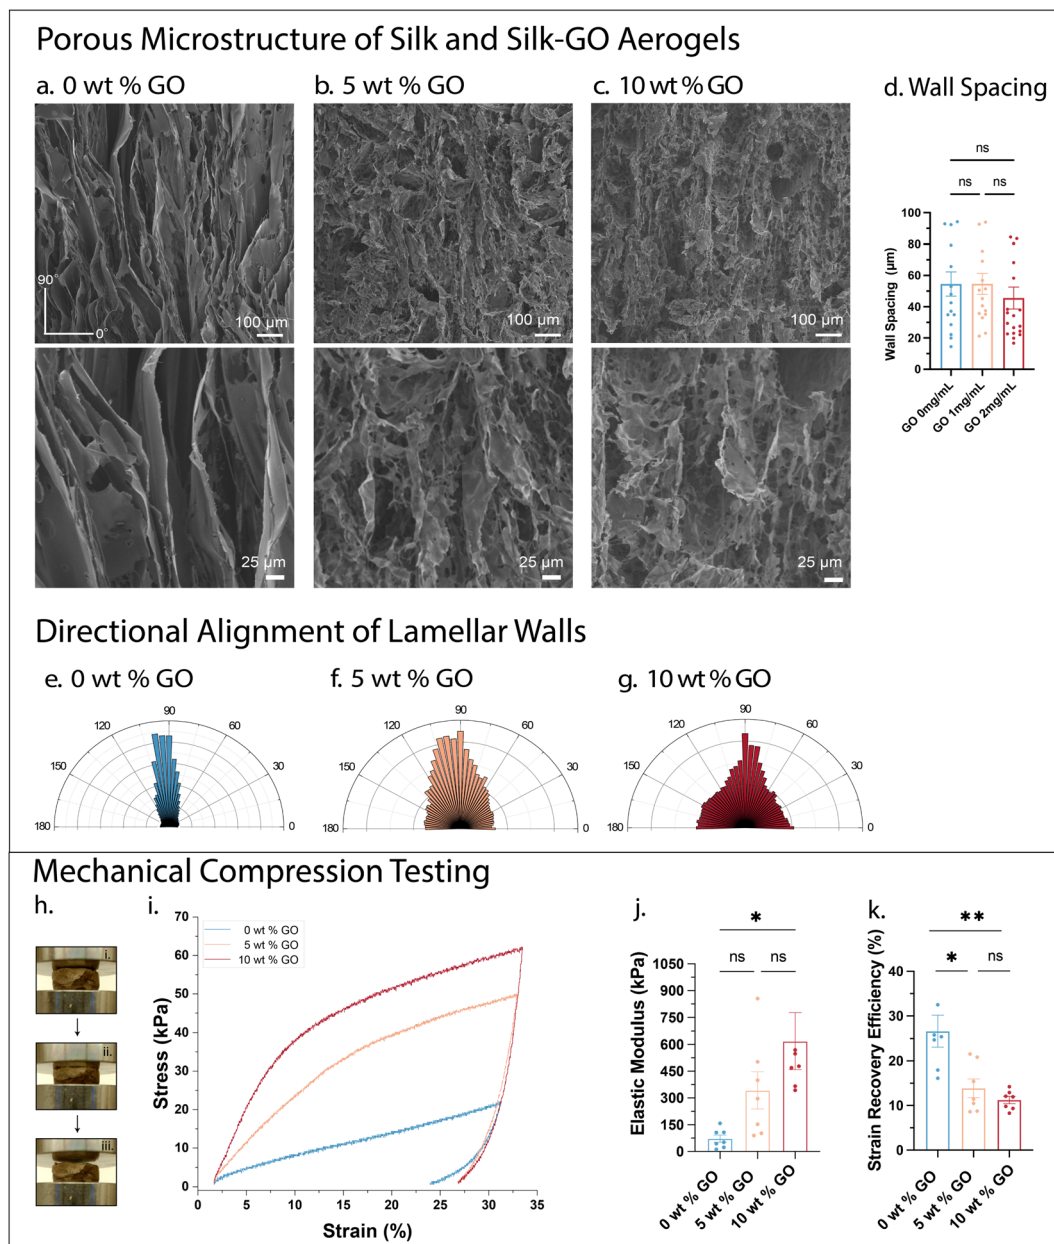 Porous Microstructure of Silk and Silk-GO Aerogels
a. 0 wt % GO
b. 5 wt % GO
c. 10 wt % GO
d. Wall Spacing
90°
0°
100 µm
100 µm
100 µm
25 µm
25 µm
25 µm
ns
ns
ns
Wall Spacing (µm)
100
80
60
40
20
0
GO 0mg/mL
GO 1mg/mL
GO 2mg/mL
Directional Alignment of Lamellar Walls
e. 0 wt % GO
f. 5 wt % GO
g. 10 wt % GO
90
120
60
150
30
180
0
90
120
60
150
30
180
0
90
120
60
150
30
180
0
Mechanical Compression Testing
h.
i.
ii.
iii.
i.
Stress (kPa)
70
60
50
40
30
20
10
0
0 wt % GO
5 wt % GO
10 wt % GO
0
5
10
15
20
25
30
35
Strain (%)
j.
*
ns
ns
Elastic Modulus (kPa)
1050
900
750
600
450
300
150
0
0 wt % GO
5 wt % GO
10 wt % GO
k.
**
*
ns
Strain Recovery Efficiency (%)
40
30
20
10
0
0 wt % GO
5 wt % GO
10 wt % GO